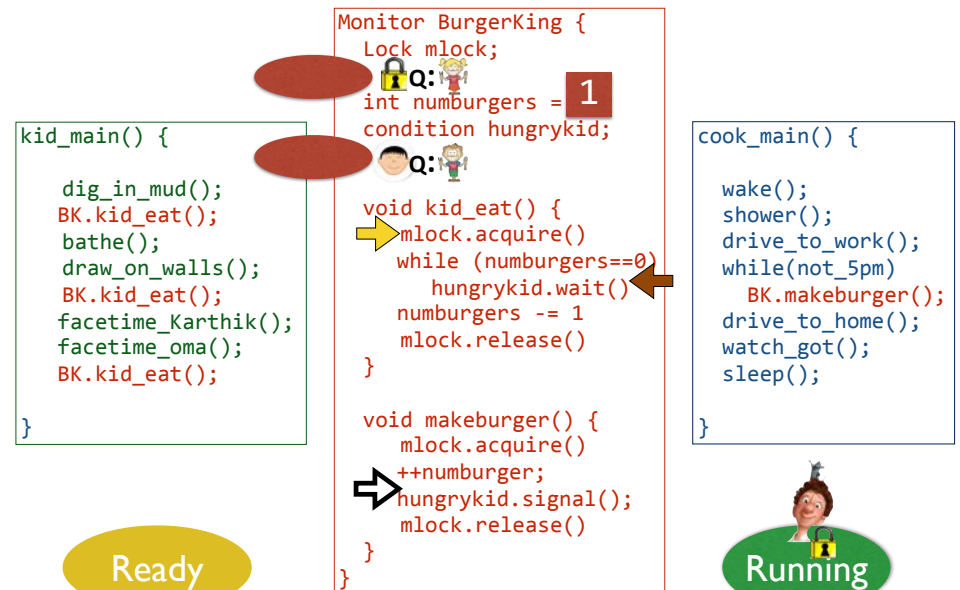 kid_main() {
dig_in_mud();
BK.kid_eat();
bathe();
draw_on_walls();
BK.kid_eat();
facetime_Karthik();
facetime_oma();
BK.kid_eat();
}
Ready
Monitor BurgerKing {
Lock mlock;
Q:
int numburgers = 1
condition hungrykid;
Q:
void kid_eat() {
mlock.acquire()
while (numburgers==0)
hungrykid.wait()
numburgers -= 1
mlock.release()
}
void makeburger() {
mlock.acquire()
++numburger;
hungrykid.signal();
mlock.release()
}
}
cook_main() {
wake();
shower();
drive_to_work();
while(not_5pm)
BK.makeburger();
drive_to_home();
watch_got();
sleep();
}
Running